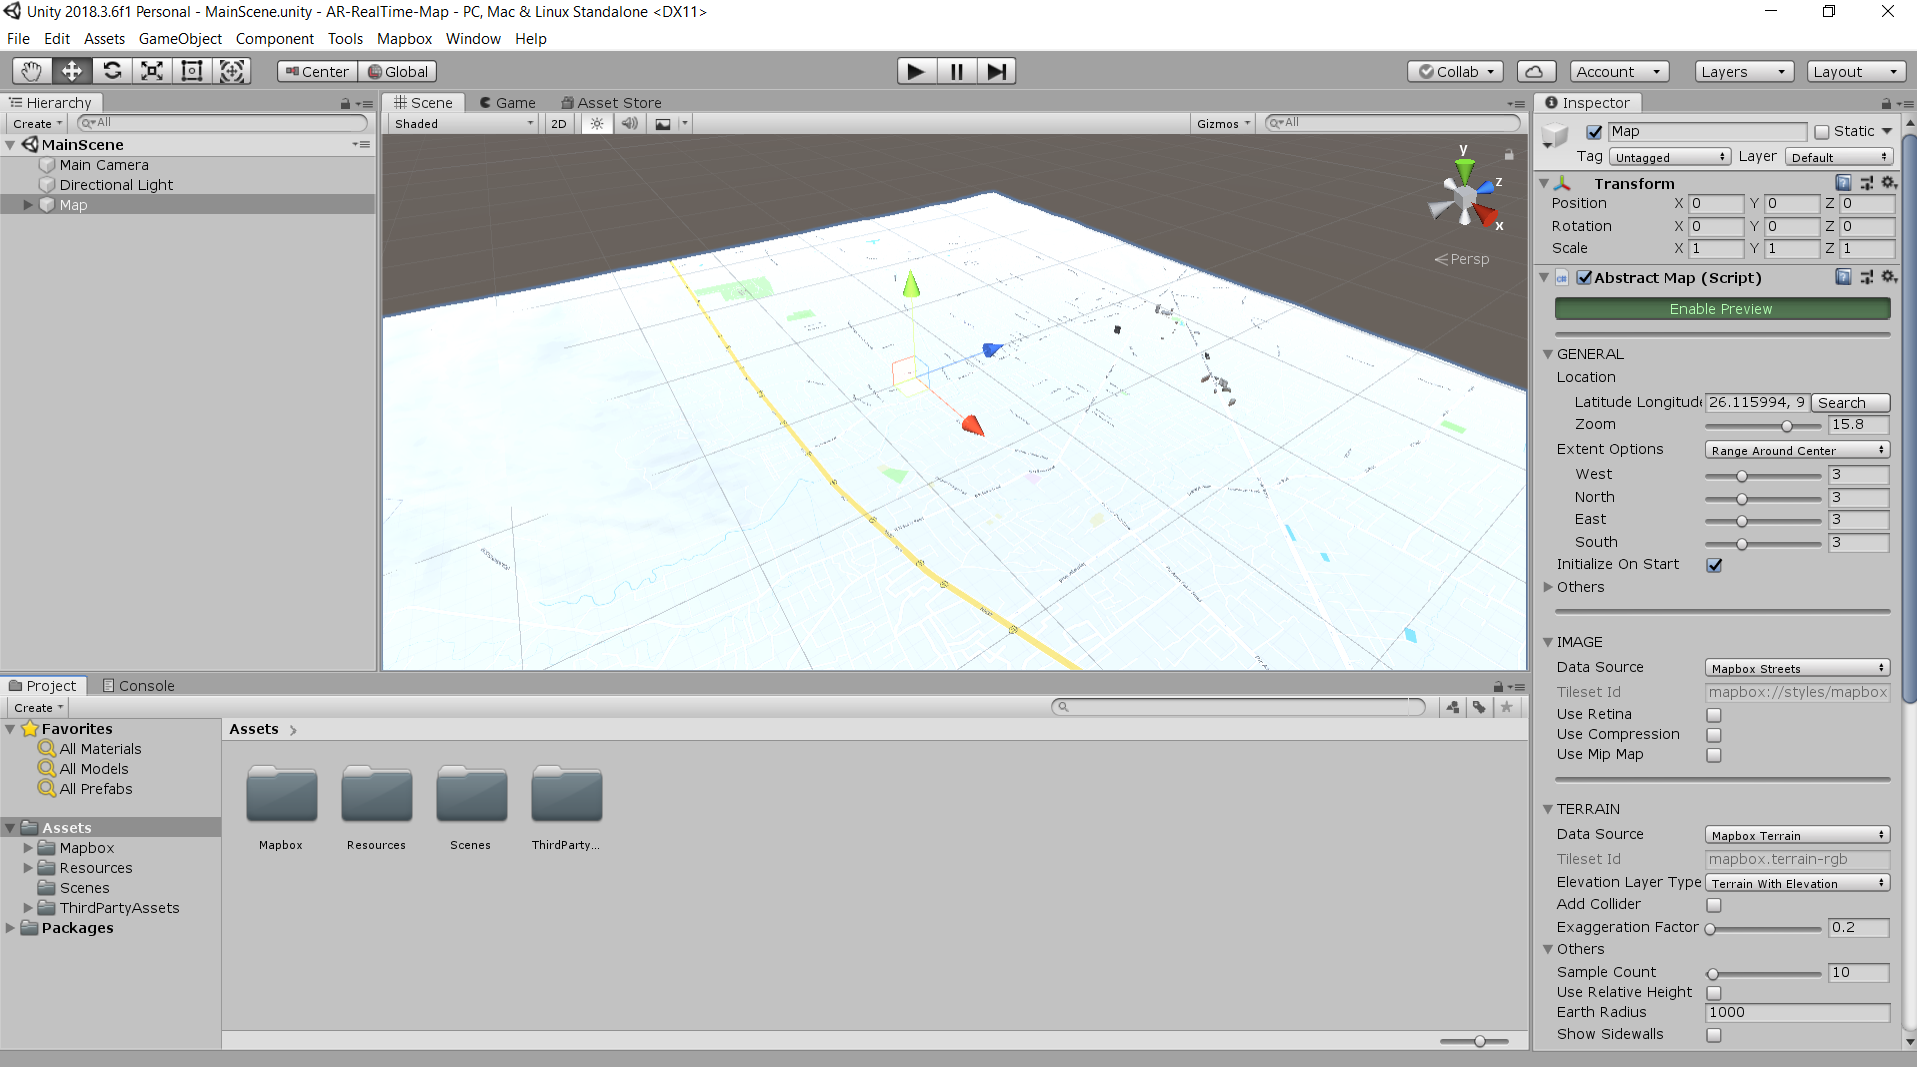 Unity 2018.3.6f1 Personal - MainScene.unity - AR-RealTime-Map - PC, Mac & Linux Standalone <DX11>
File Edit Assets GameObject Component Tools Mapbox Window Help
Center Global Collab Account Layers Layout
Hierarchy
Create All
MainScene
Main Camera
Directional Light
Map
Scene Game Asset Store
Shaded 2D Gizmos All
y
z
x
Persp
Inspector
Map Static
Tag Untagged Layer Default
Transform
Position X 0 Y 0 Z 0
Rotation X 0 Y 0 Z 0
Scale X 1 Y 1 Z 1
Abstract Map (Script)
Enable Preview
GENERAL
Location
Latitude Longitude 26.115994, 9 Search
Zoom 15.8
Extent Options Range Around Center
West 3
North 3
East 3
South 3
Initialize On Start
Others
IMAGE
Data Source Mapbox Streets
Tileset Id mapbox://styles/mapbox
Use Retina
Use Compression
Use Mip Map
TERRAIN
Data Source Mapbox Terrain
Tileset Id mapbox.terrain-rgb
Elevation Layer Type Terrain With Elevation
Add Collider
Exaggeration Factor 0.2
Others
Sample Count 10
Use Relative Height
Earth Radius 1000
Show Sidewalls
Project Console
Create
Favorites
All Materials
All Models
All Prefabs
Assets
Mapbox
Resources
Scenes
ThirdPartyAssets
Packages
Assets
Mapbox Resources Scenes ThirdParty...